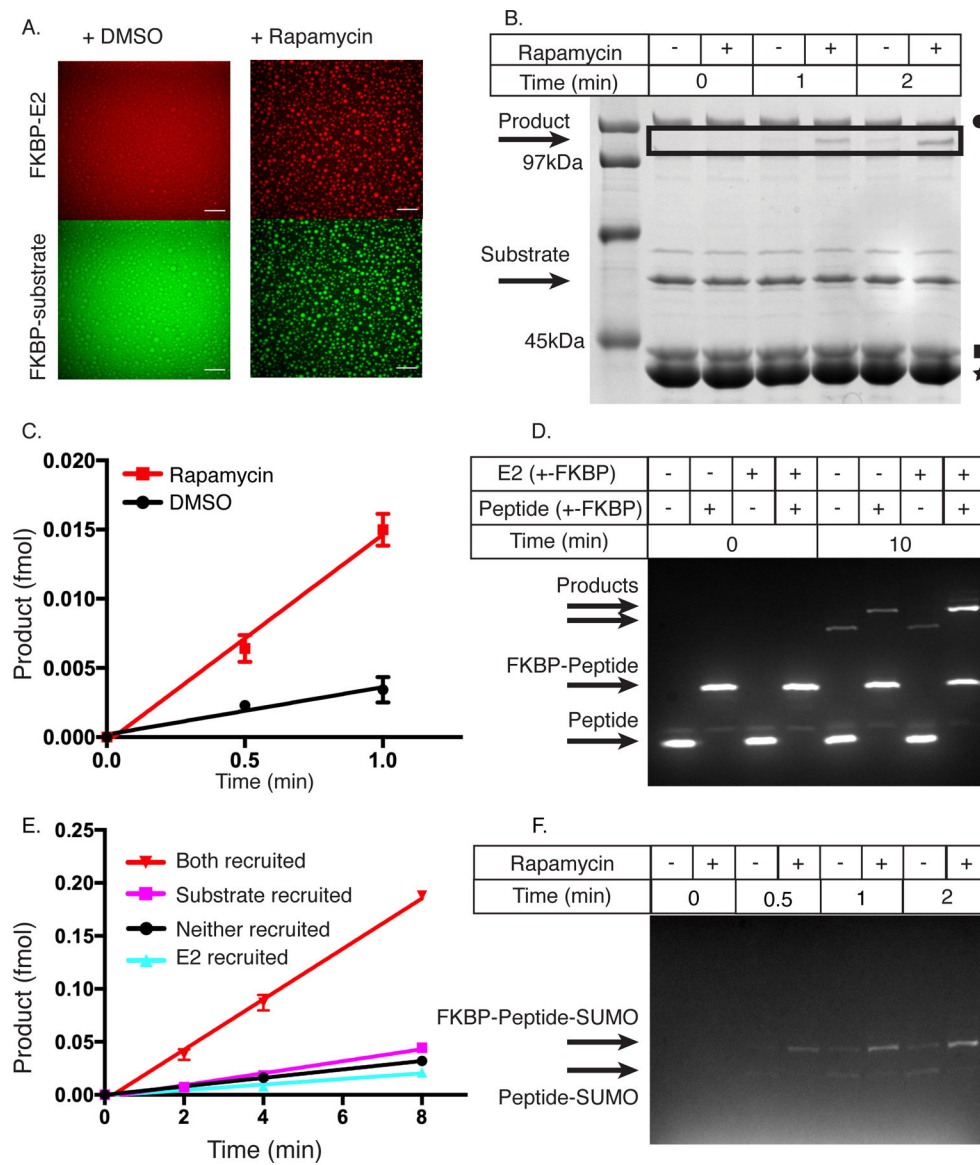 A.
+ DMSO
+ Rapamycin
FKBP-E2
FKBP-substrate
B.
Rapamycin - + - + - +
Time (min) 0 1 2
Product
97kDa
Substrate
45kDa
C.
0.020
0.015
0.010
0.005
0.000
Product (fmol)
Rapamycin
DMSO
0.0 0.5 1.0
Time (min)
D.
E2 (+-FKBP) - - + + - - + +
Peptide (+-FKBP) - + - + - + - +
Time (min) 0 10
Products
FKBP-Peptide
Peptide
E.
0.25
0.20
0.15
0.10
0.05
0.00
Product (fmol)
Both recruited
Substrate recruited
Neither recruited
E2 recruited
0 2 4 6 8
Time (min)
F.
Rapamycin - + - + - + - +
Time (min) 0 0.5 1 2
FKBP-Peptide-SUMO
Peptide-SUMO